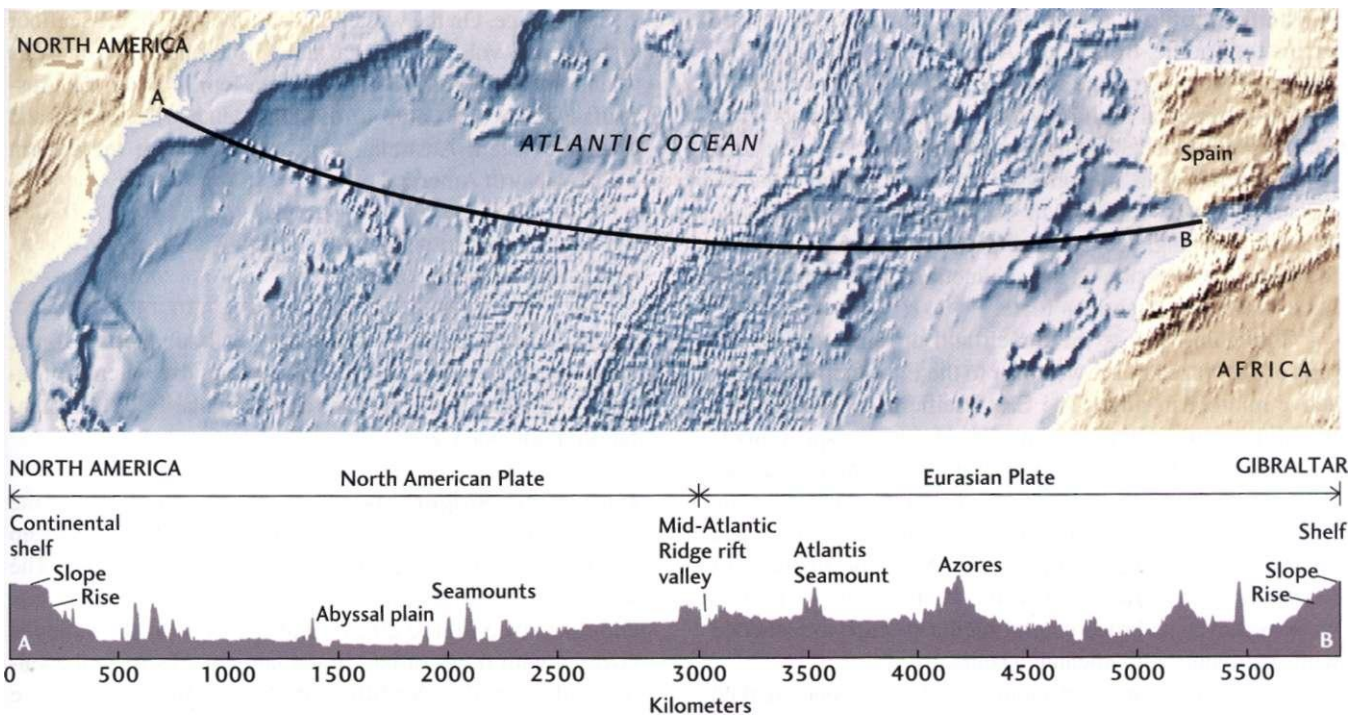 NORTH AMERICA
A
ATLANTIC OCEAN
Spain
B
AFRICA
NORTH AMERICA
GIBRALTAR
North American Plate
Eurasian Plate
Continental
shelf
Slope
Rise
Abyssal plain
Seamounts
Mid-Atlantic
Ridge rift
valley
Atlantis
Seamount
Azores
Shelf
Slope
Rise
A
B
0 500 1000 1500 2000 2500 3000 3500 4000 4500 5000 5500
Kilometers